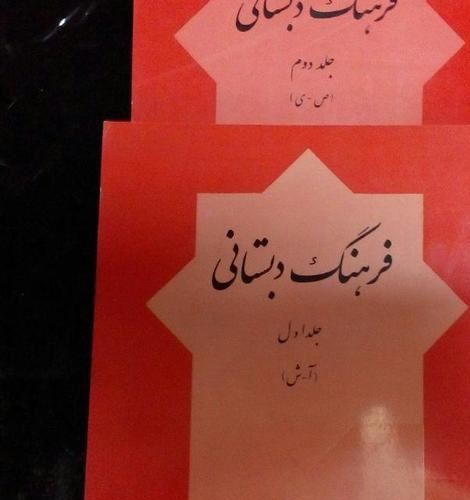 فرهنگ دبستانی
جلد دوم
(ص-ی)
فرهنگ دبستانی
جلد اول
(آ-ش)